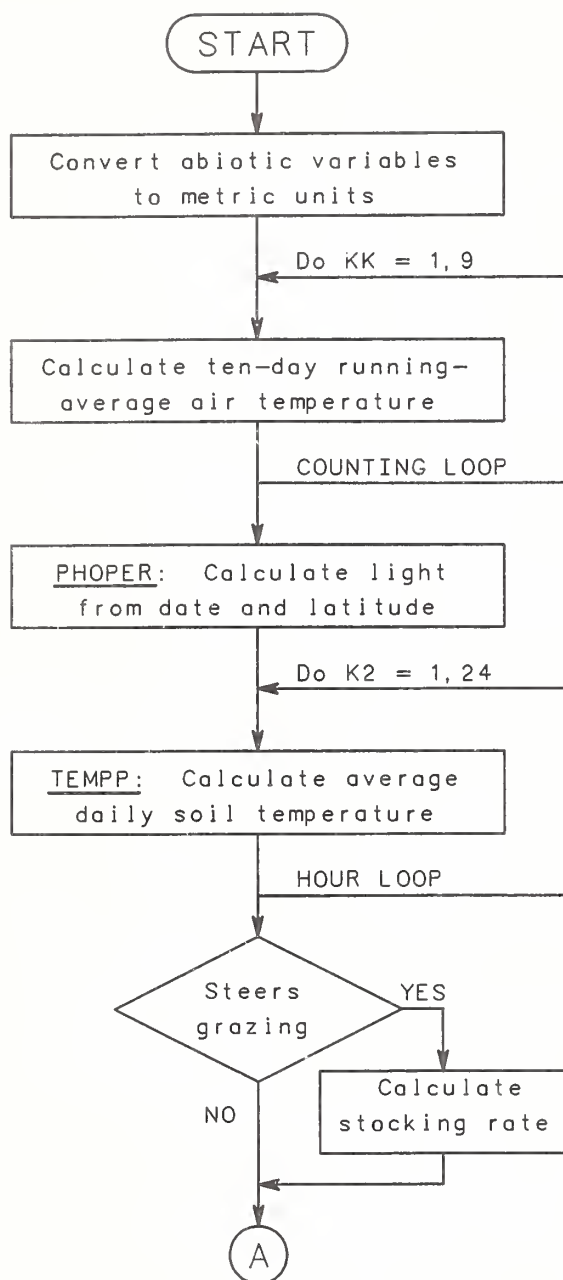 START
Convert abiotic variables
to metric units
Do KK = 1,9
Calculate ten-day running-
average air temperature
COUNTING LOOP
PHOPER: Calculate light
from date and latitude
Do K2 = 1,24
TEMPP: Calculate average
daily soil temperature
HOUR LOOP
Steers
grazing
YES
Calculate
stocking rate
NO
A